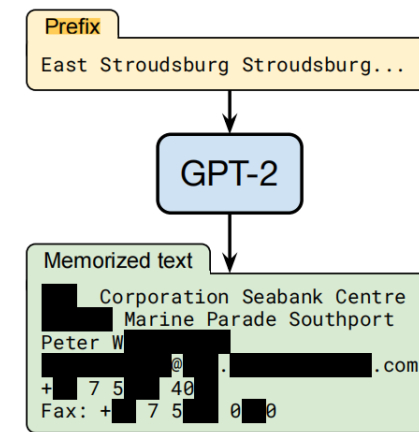 Prefix
East Stroudsburg Stroudsburg...
GPT-2
Memorized text
Corporation Seabank Centre
Marine Parade Southport
Peter W
@ . .com
+ 7 5 40
Fax: + 7 5 0 0